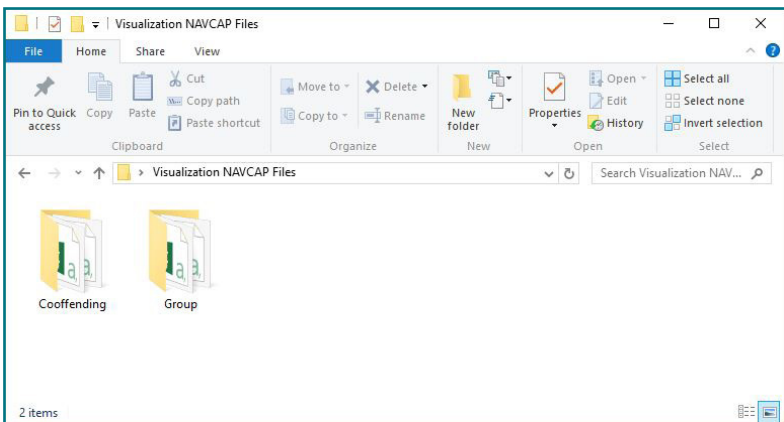 Visualization NAVCAP Files
File Home Share View
Pin to Quick access
Copy
Paste
Cut
Copy path
Paste shortcut
Clipboard
Move to
Copy to
Delete
Rename
Organize
New folder
New
Properties
Open
Edit
History
Open
Select all
Select none
Invert selection
Select
Visualization NAVCAP Files
Search Visualization NAV...
Cooffending
Group
2 items